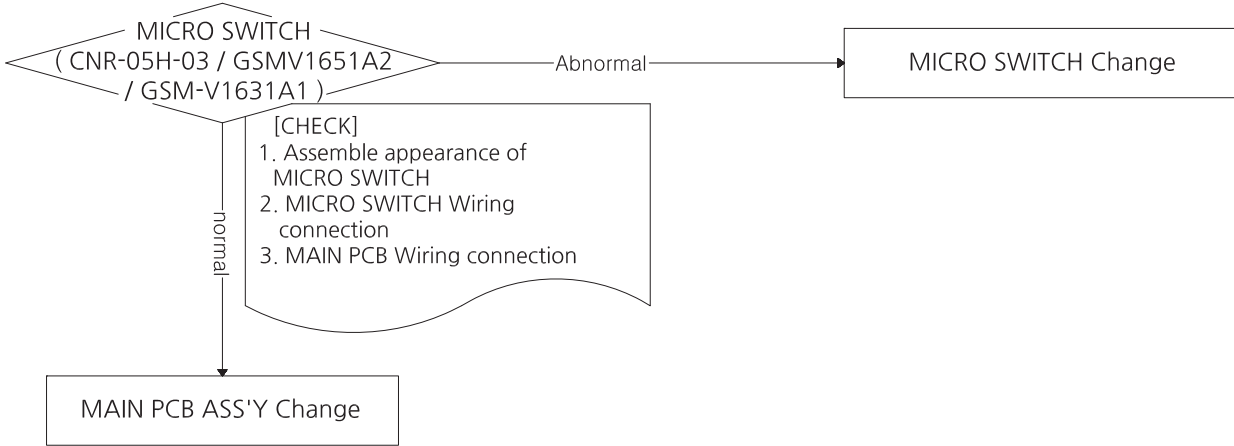 MICRO SWITCH
( CNR-05H-03 / GSMV1651A2
/ GSM-V1631A1 )
Abnormal
MICRO SWITCH Change
[CHECK]
1. Assemble appearance of
MICRO SWITCH
2. MICRO SWITCH Wiring
connection
3. MAIN PCB Wiring connection
normal
MAIN PCB ASS'Y Change